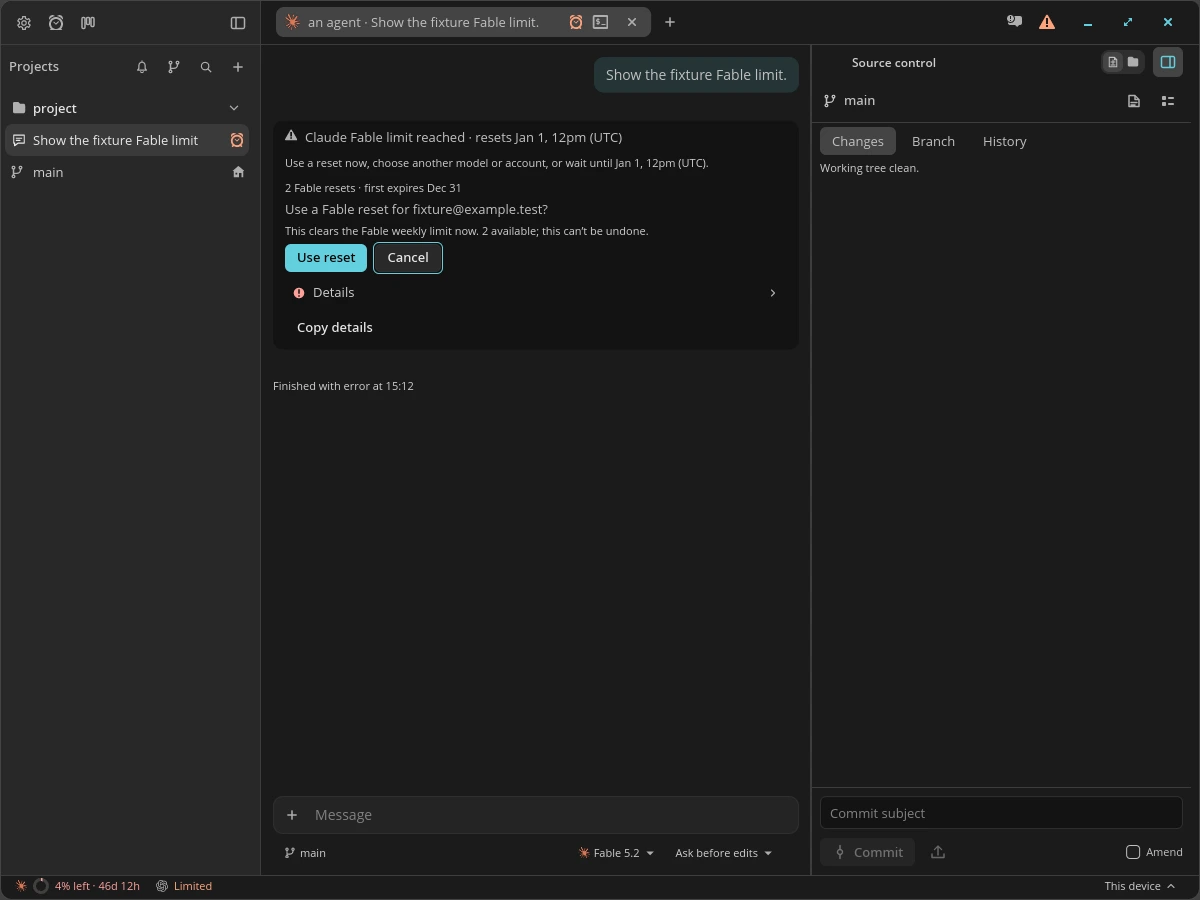 an agent · Show the fixture Fable limit.
Projects
project
Show the fixture Fable limit
main
Show the fixture Fable limit.
Claude Fable limit reached · resets Jan 1, 12pm (UTC)
Use a reset now, choose another model or account, or wait until Jan 1, 12pm (UTC).
2 Fable resets · first expires Dec 31
Use a Fable reset for fixture@example.test?
This clears the Fable weekly limit now. 2 available; this can’t be undone.
Use reset
Cancel
Details
Copy details
Finished with error at 15:12
Message
main
Fable 5.2
Ask before edits
Source control
main
Changes
Branch
History
Working tree clean.
Commit subject
Commit
Amend
4% left · 46d 12h
Limited
This device